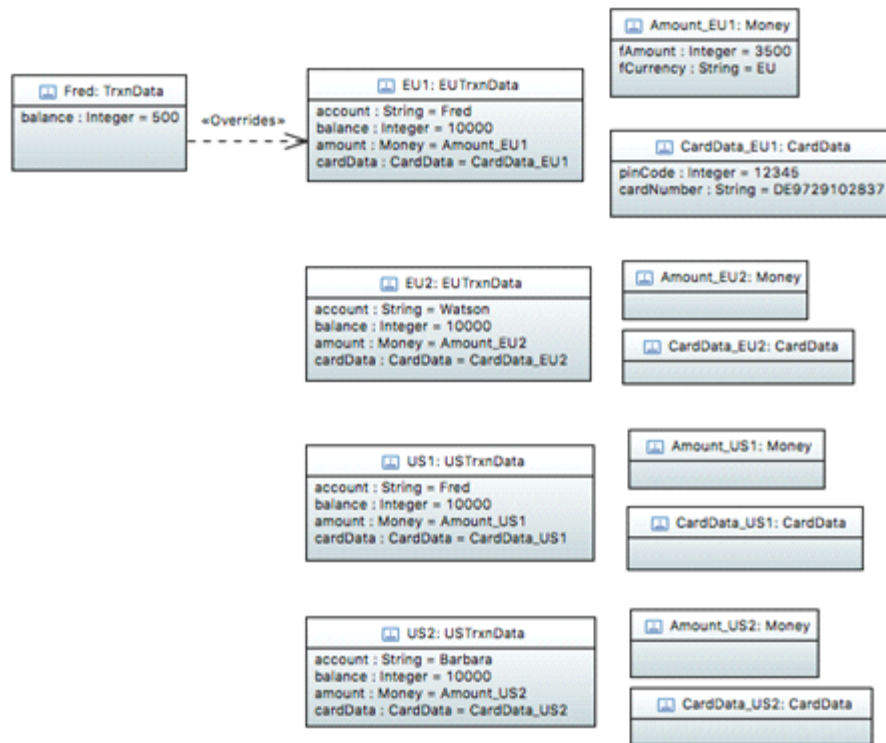 Amount_EU1: Money
fAmount : Integer = 3500
fCurrency : String = EU
Fred: TrxnData
balance : Integer = 500
«Overrides»
EU1: EUTrxnData
account : String = Fred
balance : Integer = 10000
amount : Money = Amount_EU1
cardData : CardData = CardData_EU1
CardData_EU1: CardData
pinCode : Integer = 12345
cardNumber : String = DE9729102837
EU2: EUTrxnData
account : String = Watson
balance : Integer = 10000
amount : Money = Amount_EU2
cardData : CardData = CardData_EU2
Amount_EU2: Money
CardData_EU2: CardData
US1: USTrxnData
account : String = Fred
balance : Integer = 10000
amount : Money = Amount_US1
cardData : CardData = CardData_US1
Amount_US1: Money
CardData_US1: CardData
US2: USTrxnData
account : String = Barbara
balance : Integer = 10000
amount : Money = Amount_US2
cardData : CardData = CardData_US2
Amount_US2: Money
CardData_US2: CardData